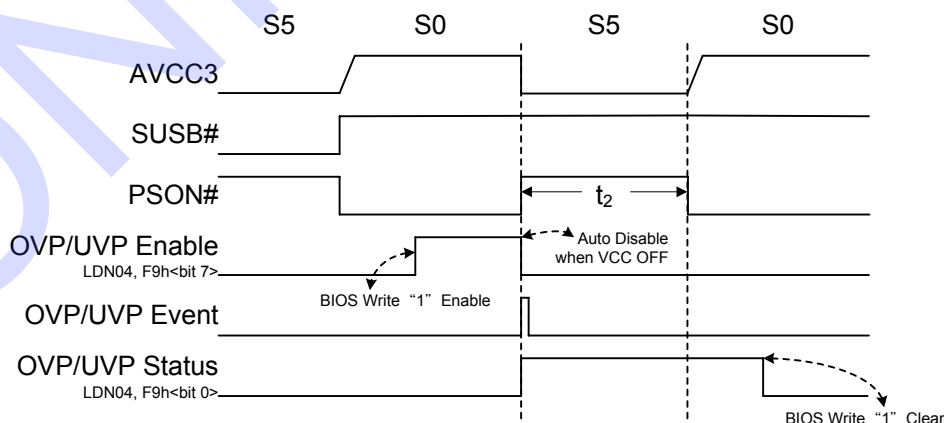 S5 S0 S5 S0
AVCC3
SUSB#
PSON#
t2
OVP/UVP Enable
LDN04, F9h<bit 7>
Auto Disable
when VCC OFF
BIOS Write “1” Enable
OVP/UVP Event
OVP/UVP Status
LDN04, F9h<bit 0>
BIOS Write “1” Clear